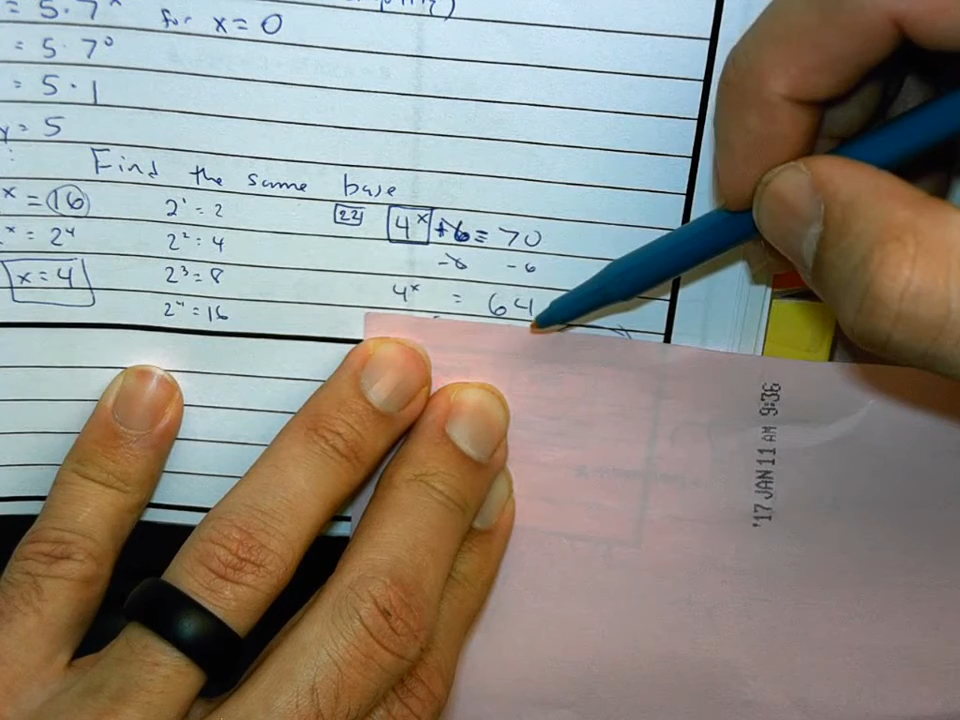 = 5·7ˣ for x = 0
= 5·7⁰
= 5·1
y = 5
Find the same base
x = 16
x = 2⁴
x = 4
2¹ = 2
2² = 4
2³ = 8
2⁴ = 16
22 4ˣ + 6 = 70
-6 -6
4ˣ = 64
'17 JAN 11 AM 9:36